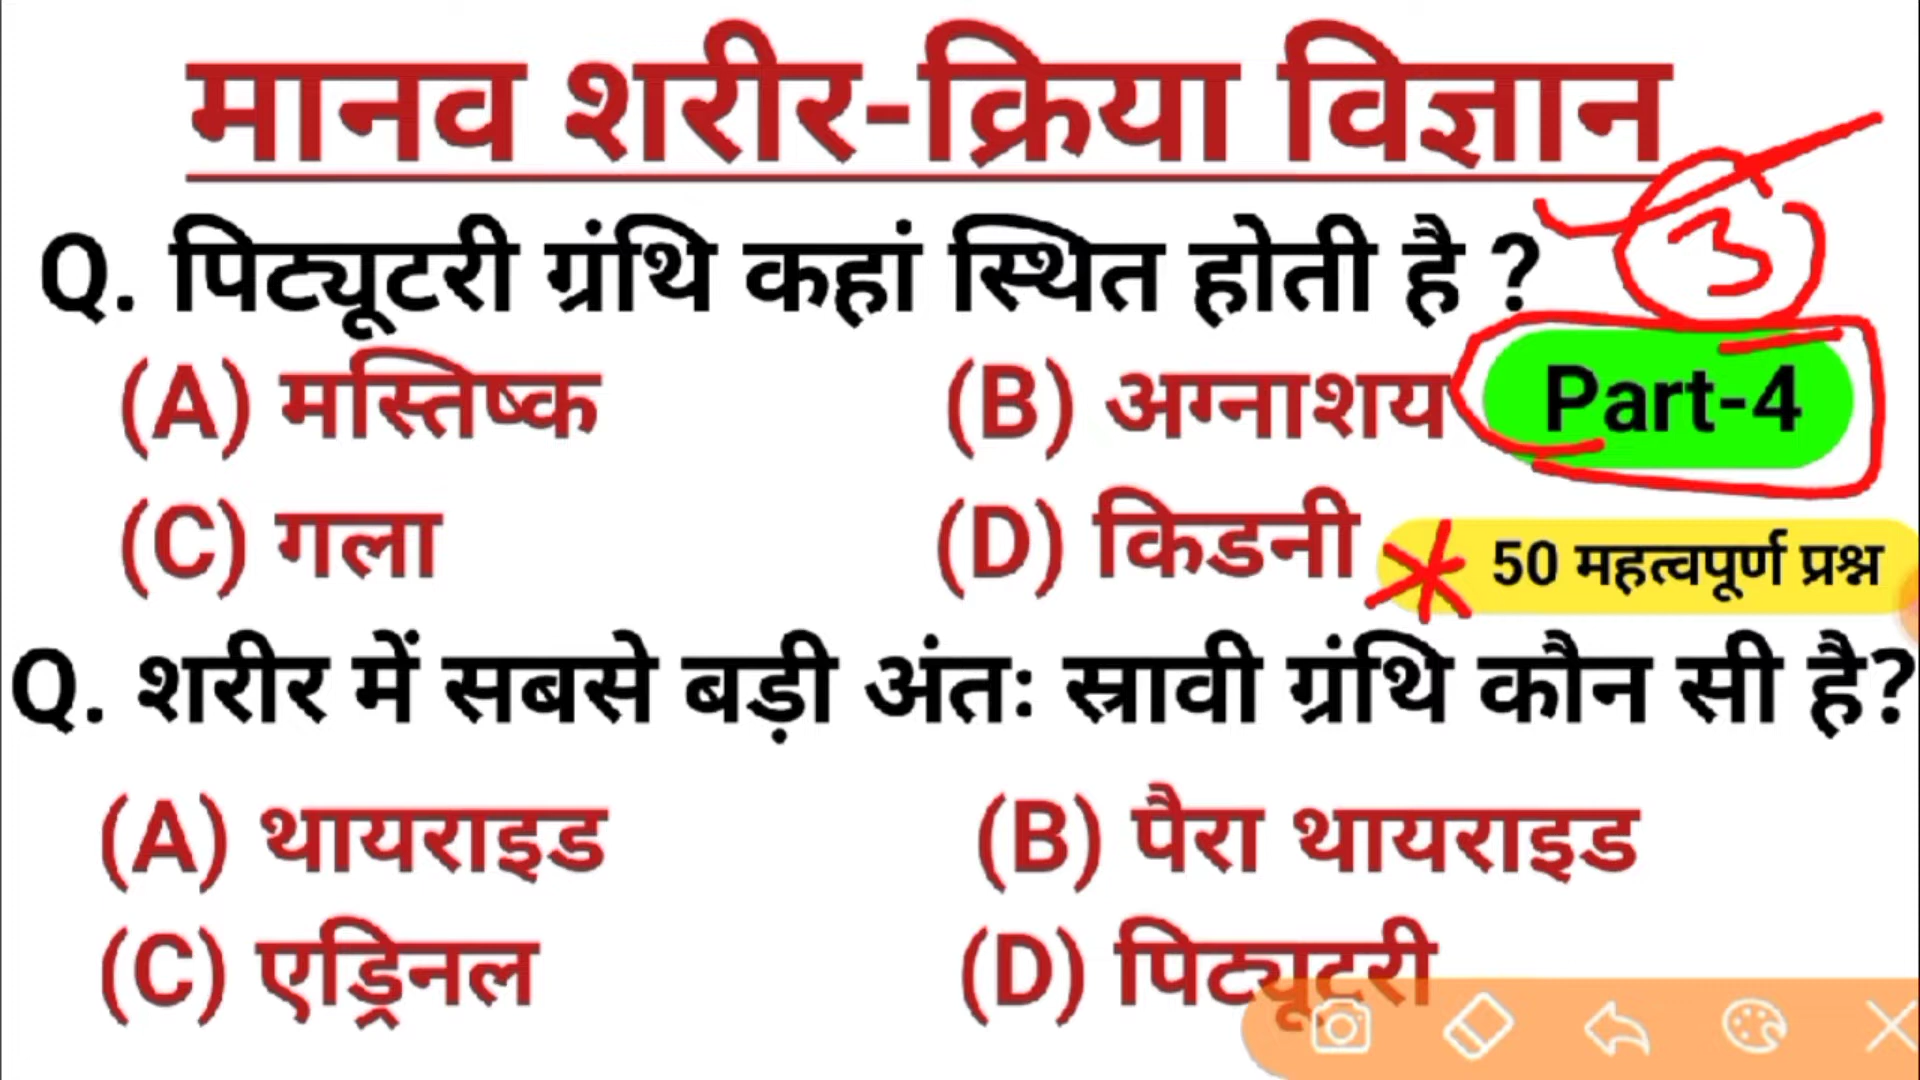 मानव शरीर-क्रिया विज्ञान
3
Q. पिट्यूटरी ग्रंथि कहां स्थित होती है ?
(A) मस्तिष्क (B) अग्नाशय
Part-4
(C) गला (D) किडनी
50 महत्वपूर्ण प्रश्न
Q. शरीर में सबसे बड़ी अंतः स्रावी ग्रंथि कौन सी है?
(A) थायराइड (B) पैरा थायराइड
(C) एड्रिनल (D) पिट्यूटरी